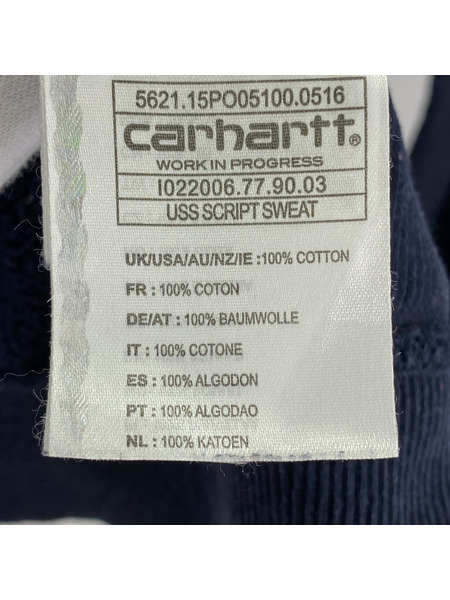 5621.15PO05100.0516
carhartt®
WORK IN PROGRESS
I022006.77.90.03
USS SCRIPT SWEAT
UK/USA/AU/NZ/IE :100% COTTON
FR : 100% COTON
DE/AT : 100% BAUMWOLLE
IT : 100% COTONE
ES : 100% ALGODON
PT : 100% ALGODAO
NL : 100% KATOEN